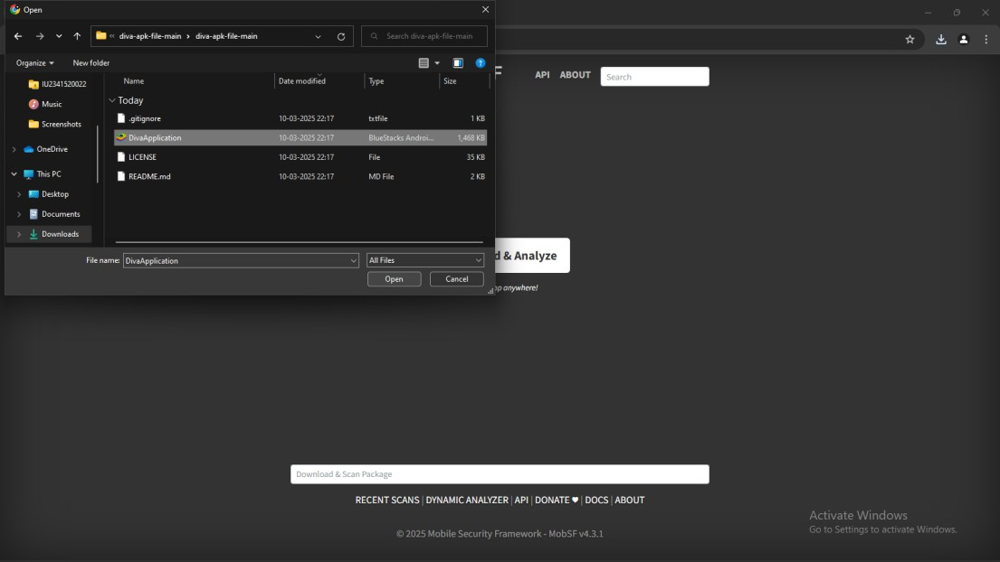 Open
diva-apk-file-main › diva-apk-file-main
Search diva-apk-file-main
Organize
New folder
Name Date modified Type Size
IU2341520022
Music
Screenshots
OneDrive
This PC
Desktop
Documents
Downloads
Today
.gitignore 10-03-2025 22:17 txtfile 1 KB
DivaApplication 10-03-2025 22:17 BlueStacks Androi... 1,468 KB
LICENSE 10-03-2025 22:17 File 35 KB
README.md 10-03-2025 22:17 MD File 2 KB
File name: DivaApplication
All Files
Open
Cancel
F
API
ABOUT
Search
d & Analyze
op anywhere!
Download & Scan Package
RECENT SCANS | DYNAMIC ANALYZER | API | DONATE ♥ | DOCS | ABOUT
© 2025 Mobile Security Framework - MobSF v4.3.1
Activate Windows
Go to Settings to activate Windows.